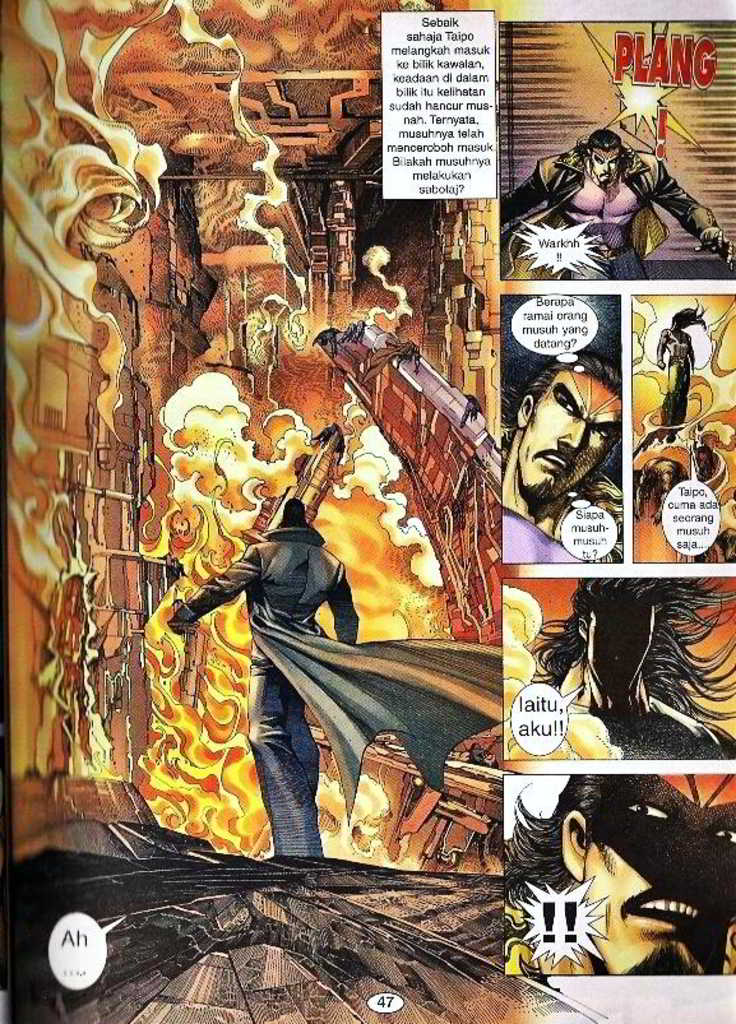 Sebaik
sahaja Taipo
melangkah masuk
ke bilik kawalan,
keadaan di dalam
bilik itu kelihatan
sudah hancur mus-
nah. Ternyata,
musuhnya telah
menceroboh masuk.
Bilakah musuhnya
melakukan
sabotaj?
Ah
PLANG
!
Warkhh
!!
Berapa
ramai orang
musuh yang
datang?
Siapa
musuh-
musuh
tu?
Taipo,
cuma ada
seorang
musuh
saja...
Iaitu,
aku!!
!!
47